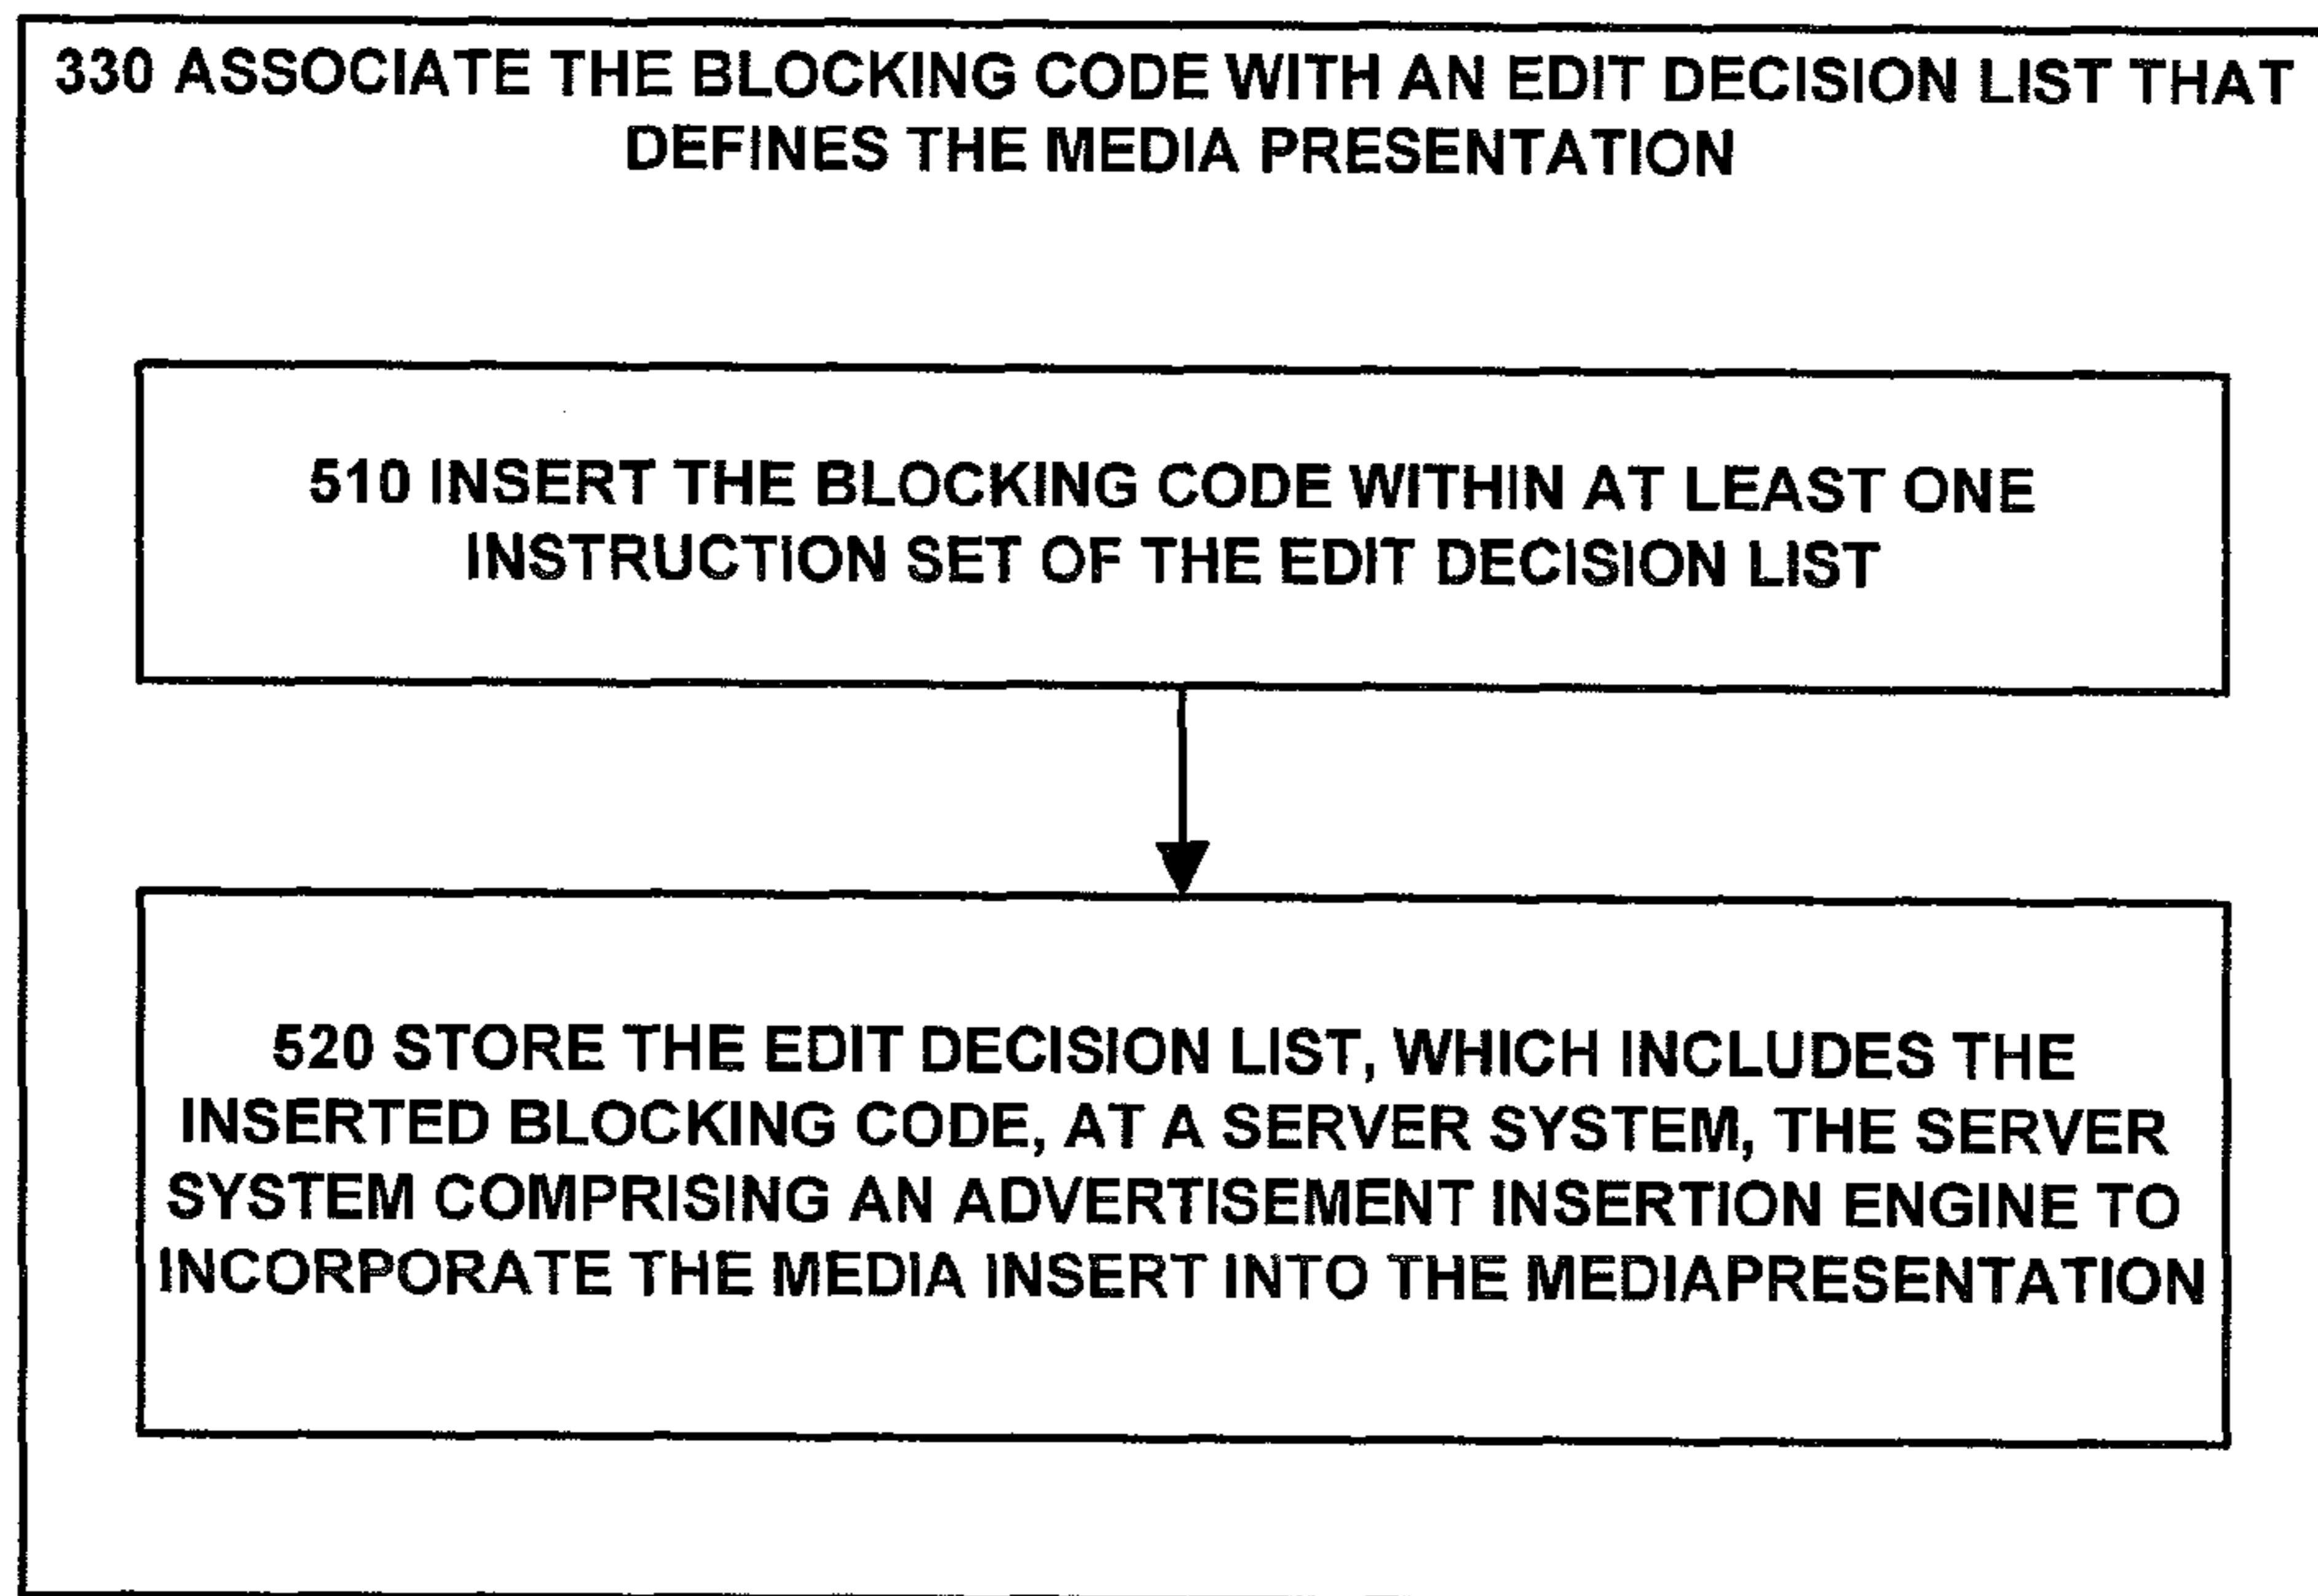 330 ASSOCIATE THE BLOCKING CODE WITH AN EDIT DECISION LIST THAT
DEFINES THE MEDIA PRESENTATION
510 INSERT THE BLOCKING CODE WITHIN AT LEAST ONE
INSTRUCTION SET OF THE EDIT DECISION LIST
520 STORE THE EDIT DECISION LIST, WHICH INCLUDES THE
INSERTED BLOCKING CODE, AT A SERVER SYSTEM, THE SERVER
SYSTEM COMPRISING AN ADVERTISEMENT INSERTION ENGINE TO
INCORPORATE THE MEDIA INSERT INTO THE MEDIAPRESENTATION